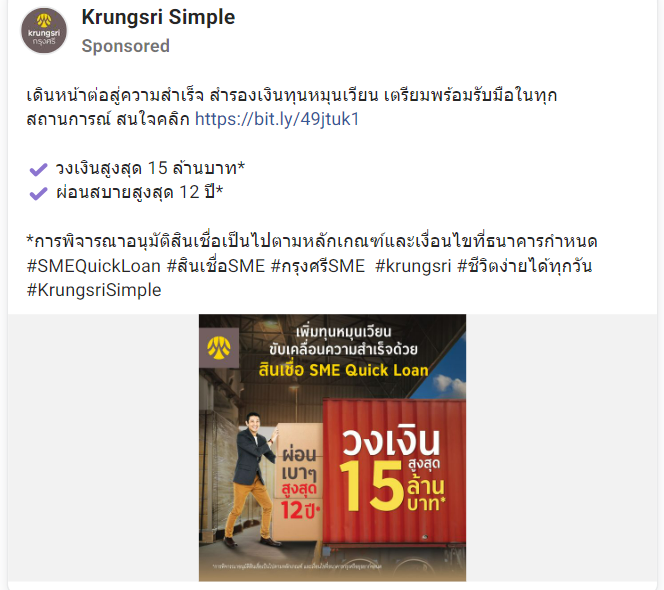 krungsri
กรุงศรี
Krungsri Simple
Sponsored
เดินหน้าต่อสู่ความสำเร็จ สำรองเงินทุนหมุนเวียน เตรียมพร้อมรับมือในทุก
สถานการณ์ สนใจคลิก https://bit.ly/49jtuk1
วงเงินสูงสุด 15 ล้านบาท*
ผ่อนสบายสูงสุด 12 ปี*
*การพิจารณาอนุมัติสินเชื่อเป็นไปตามหลักเกณฑ์และเงื่อนไขที่ธนาคารกำหนด
#SMEQuickLoan #สินเชื่อSME #กรุงศรีSME #krungsri #ชีวิตง่ายได้ทุกวัน
#KrungsriSimple
เพิ่มทุนหมุนเวียน
ขับเคลื่อนความสำเร็จด้วย
สินเชื่อ SME Quick Loan
ผ่อน
เบาๆ
สูงสุด
12 ปี*
วงเงิน
สูงสุด
15 ล้าน
บาท*